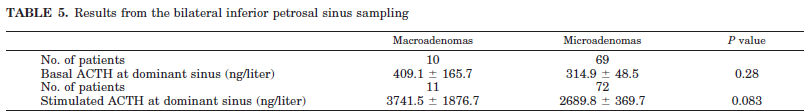 TABLE 5. Results from the bilateral inferior petrosal sinus sampling
Macroadenomas Microadenomas P value
No. of patients 10 69
Basal ACTH at dominant sinus (ng/liter) 409.1 ± 165.7 314.9 ± 48.5 0.28
No. of patients 11 72
Stimulated ACTH at dominant sinus (ng/liter) 3741.5 ± 1876.7 2689.8 ± 369.7 0.083